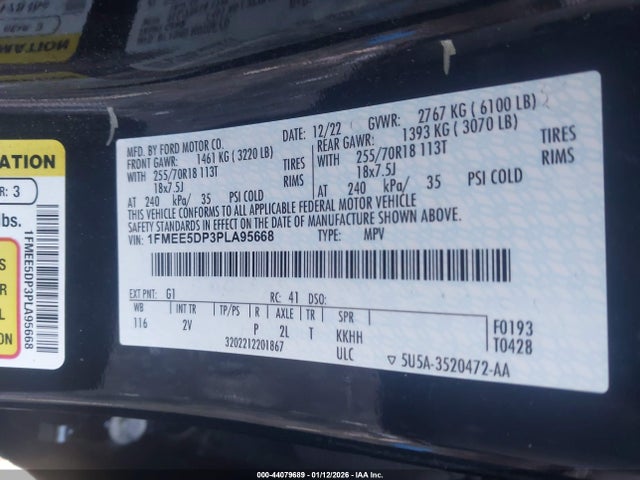 MFD. BY FORD MOTOR CO.
DATE: 12/22 GVWR: 2767 KG ( 6100 LB)
FRONT GAWR: 1461 KG ( 3220 LB)
REAR GAWR: 1393 KG ( 3070 LB)
WITH 255/70R18 113T TIRES
18x7.5J RIMS
AT 240 kPa/ 35 PSI COLD
WITH 255/70R18 113T TIRES
18x7.5J RIMS
AT 240 kPa/ 35 PSI COLD
THIS VEHICLE CONFORMS TO ALL APPLICABLE FEDERAL MOTOR VEHICLE
SAFETY STANDARDS IN EFFECT ON THE DATE OF MANUFACTURE SHOWN ABOVE.
VIN: 1FMEE5DP3PLA95668 TYPE: MPV
EXT PNT: G1 RC: 41 DSO:
WB INT TR TP/PS R AXLE TR SPR
116 2V P 2L T KKHH
3202212201867 ULC
F0193
T0428
5U5A-3520472-AA
ATION
R: 3
lbs.
1FMEE5DP3PLA95668
000-44079689 - 01/12/2026 - IAA Inc.